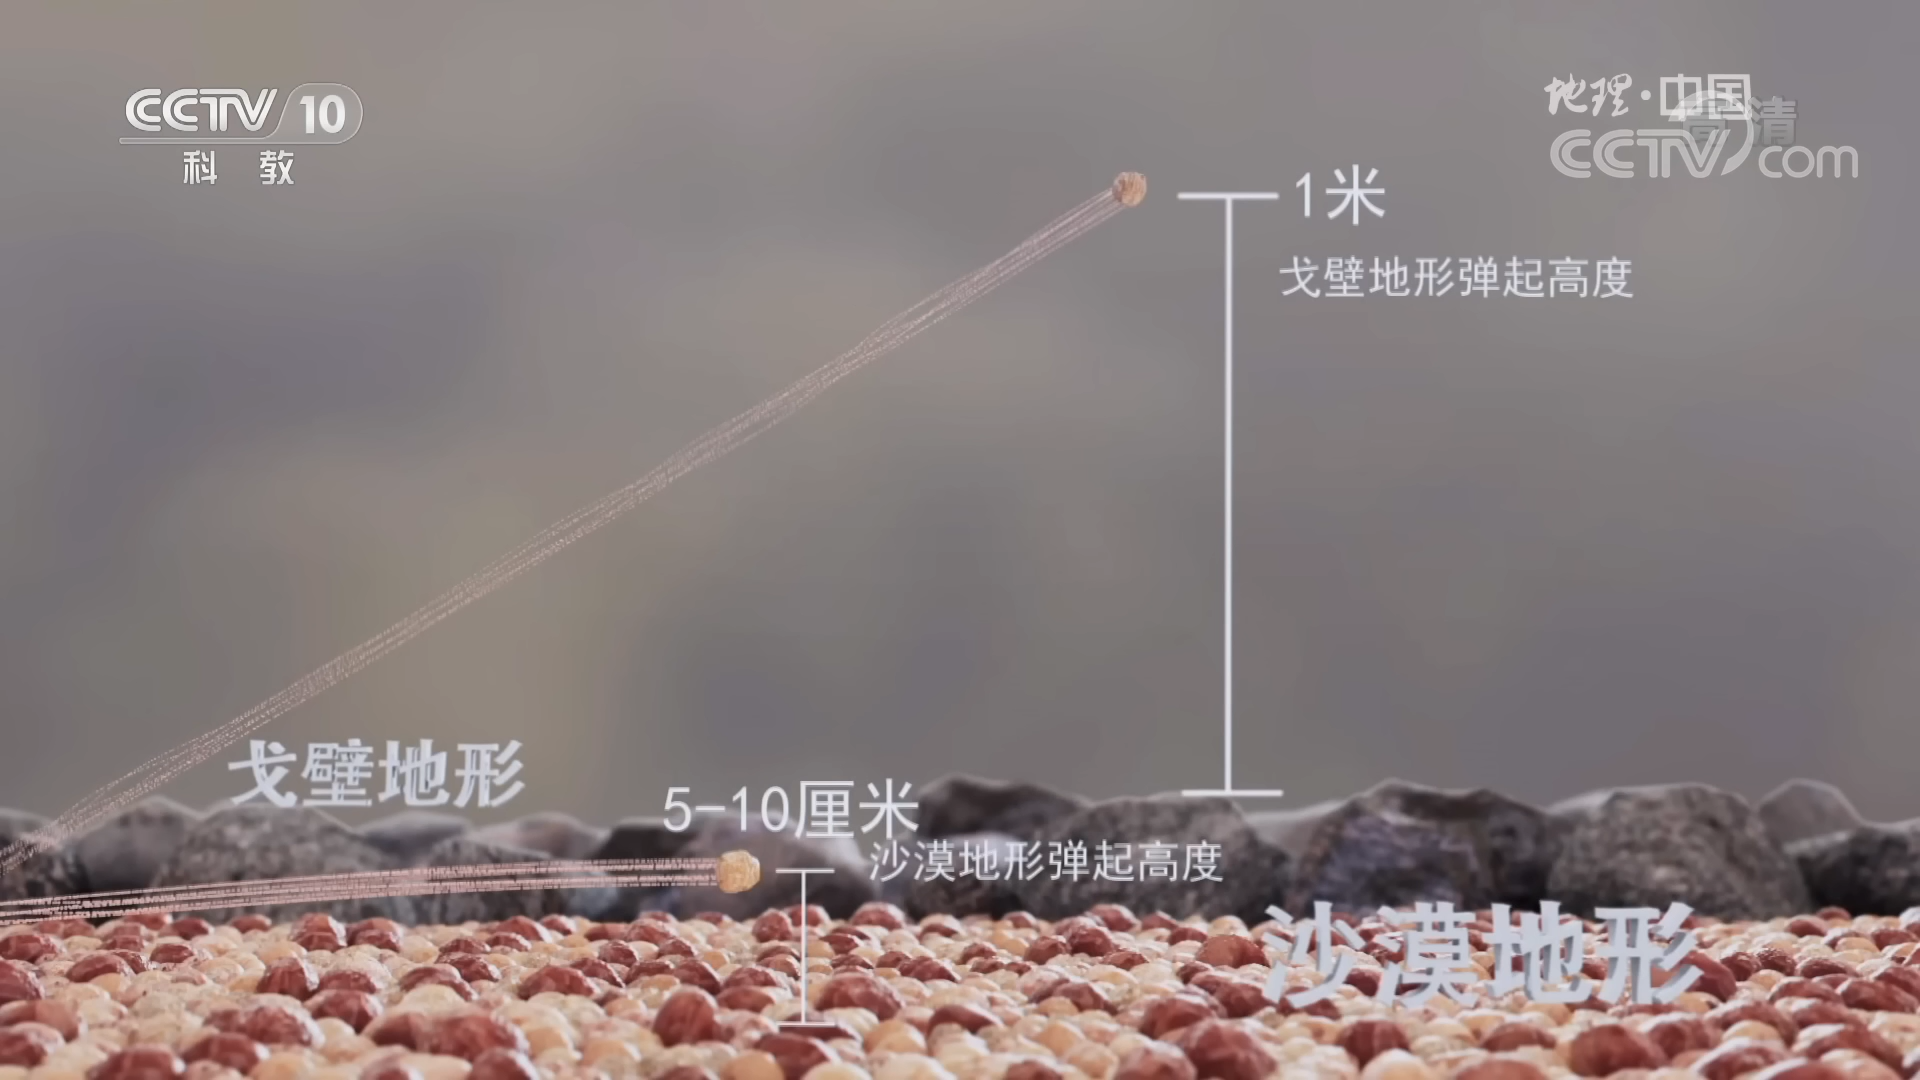 CCTV 10
科 教
地理·中国
高清
CCTV.com
1米
戈壁地形弹起高度
戈壁地形
5-10厘米
沙漠地形弹起高度
沙漠地形